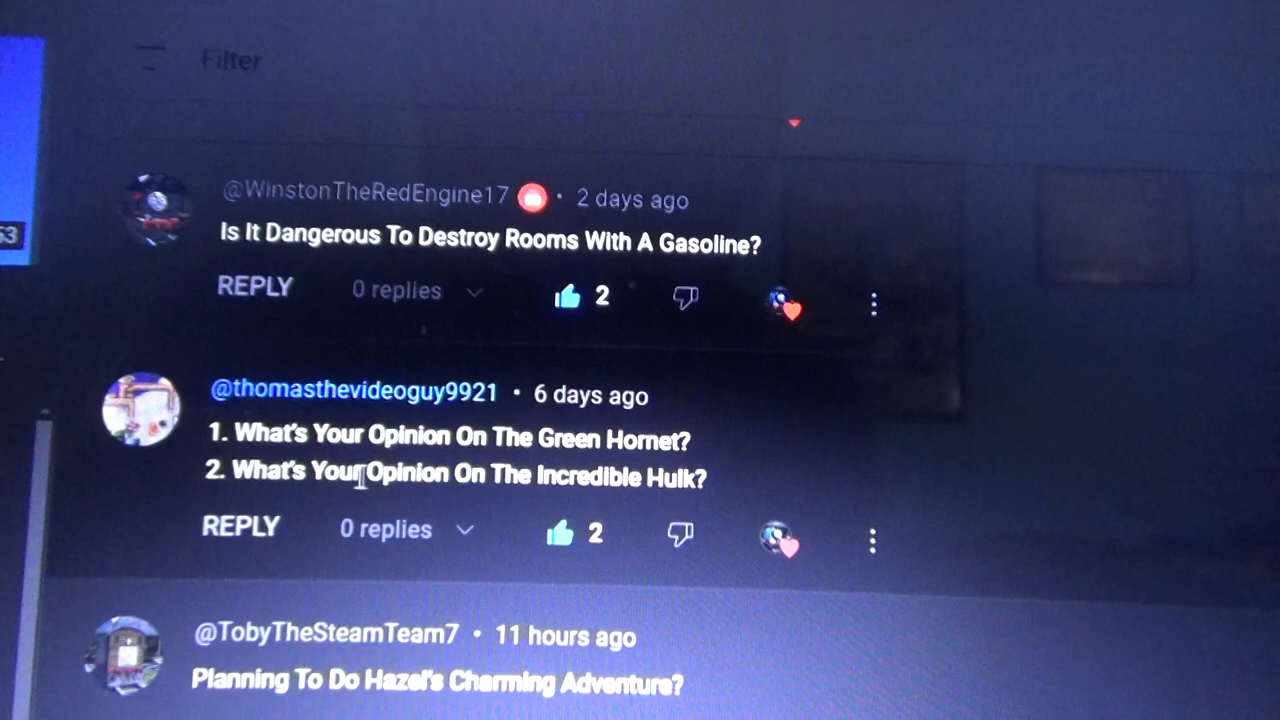 Filter
53
@WinstonTheRedEngine17 • 2 days ago
Is It Dangerous To Destroy Rooms With A Gasoline?
REPLY 0 replies 2
@thomasthevideoguy9921 • 6 days ago
1. What's Your Opinion On The Green Hornet?
2. What's Your Opinion On The Incredible Hulk?
REPLY 0 replies 2
@TobyTheSteamTeam7 • 11 hours ago
Planning To Do Hazel's Charming Adventure?